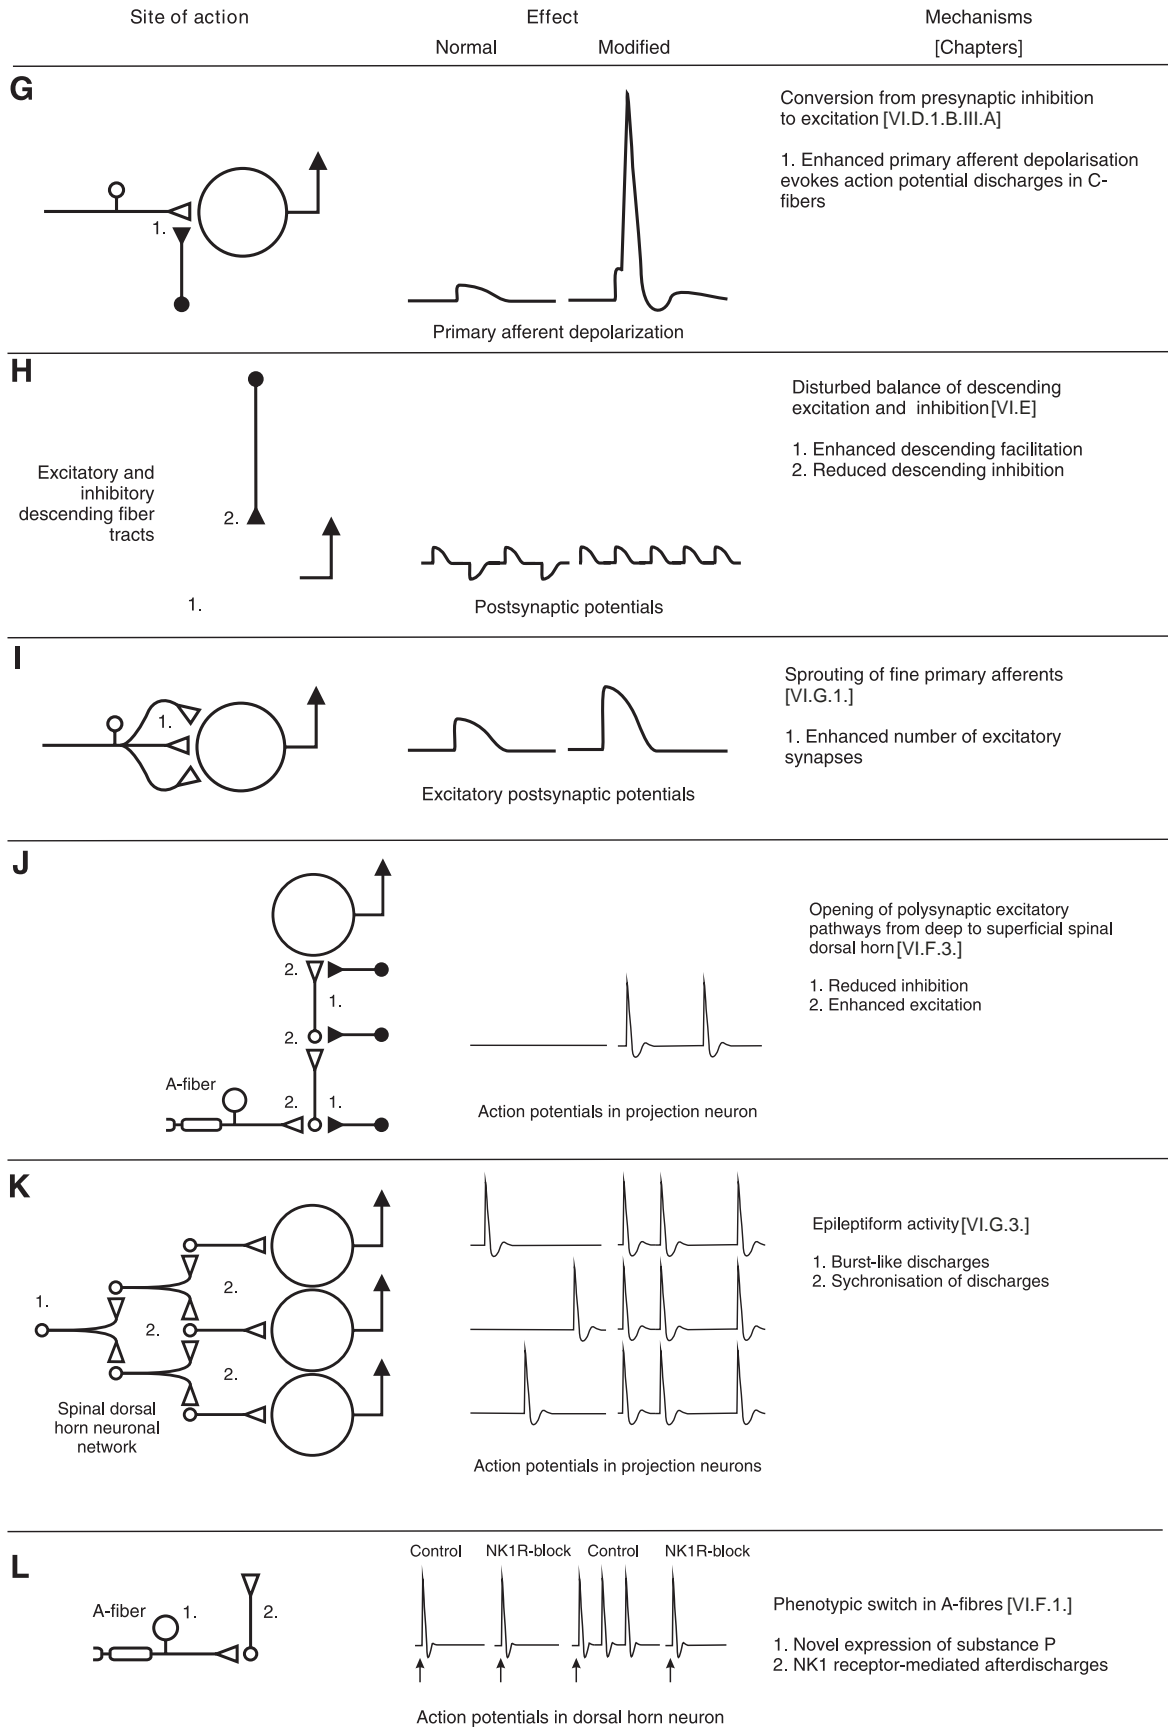 Site of action
Effect
Mechanisms
Normal
Modified
[Chapters]
G
Conversion from presynaptic inhibition
to excitation [VI.D.1.B.III.A]
1. Enhanced primary afferent depolarisation
evokes action potential discharges in C-
fibers
1.
Primary afferent depolarization
H
Disturbed balance of descending
excitation and inhibition [VI.E]
1. Enhanced descending facilitation
2. Reduced descending inhibition
Excitatory and
inhibitory
descending fiber
tracts
2.
1.
Postsynaptic potentials
I
Sprouting of fine primary afferents
[VI.G.1.]
1. Enhanced number of excitatory
synapses
1.
Excitatory postsynaptic potentials
J
Opening of polysynaptic excitatory
pathways from deep to superficial spinal
dorsal horn [VI.F.3.]
1. Reduced inhibition
2. Enhanced excitation
2.
1.
2.
A-fiber
2.
1.
Action potentials in projection neuron
K
Epileptiform activity [VI.G.3.]
1. Burst-like discharges
2. Sychronisation of discharges
2.
1.
2.
2.
Spinal dorsal
horn neuronal
network
Action potentials in projection neurons
L
Control
NK1R-block
Control
NK1R-block
A-fiber
1.
2.
Phenotypic switch in A-fibres [VI.F.1.]
1. Novel expression of substance P
2. NK1 receptor-mediated afterdischarges
Action potentials in dorsal horn neuron